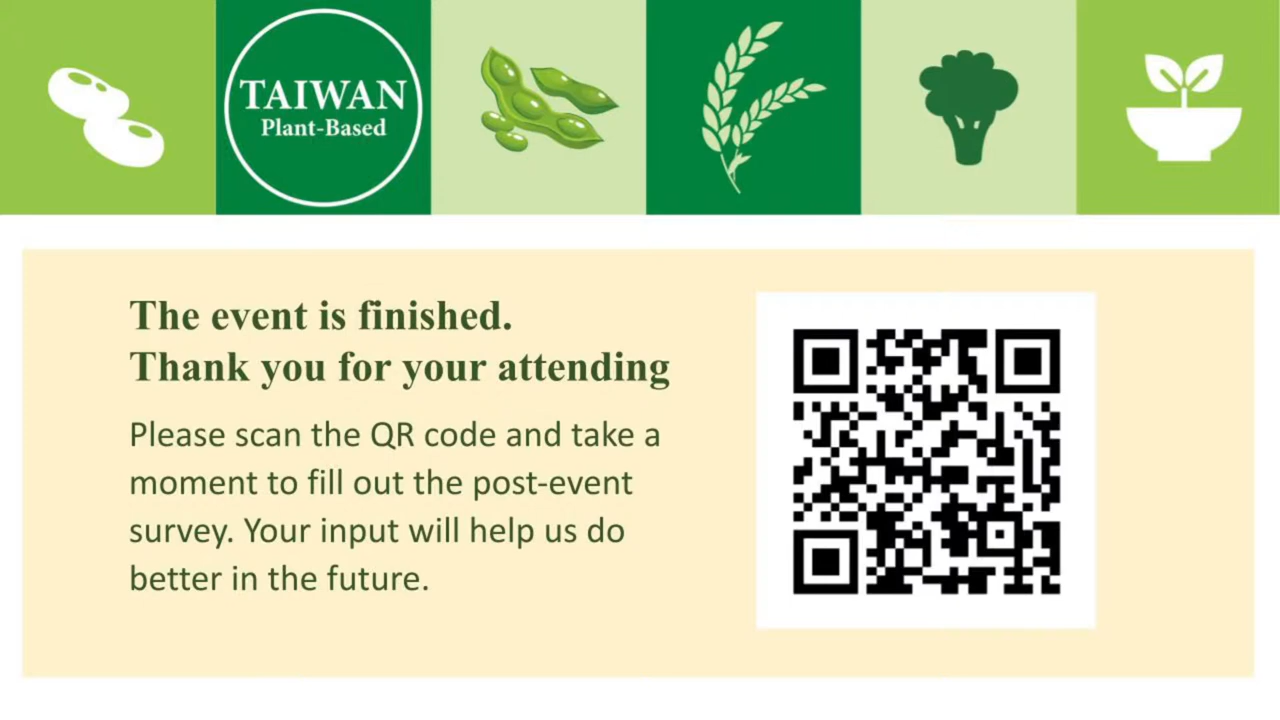 TAIWAN
Plant-Based
The event is finished.
Thank you for your attending
Please scan the QR code and take a
moment to fill out the post-event
survey. Your input will help us do
better in the future.